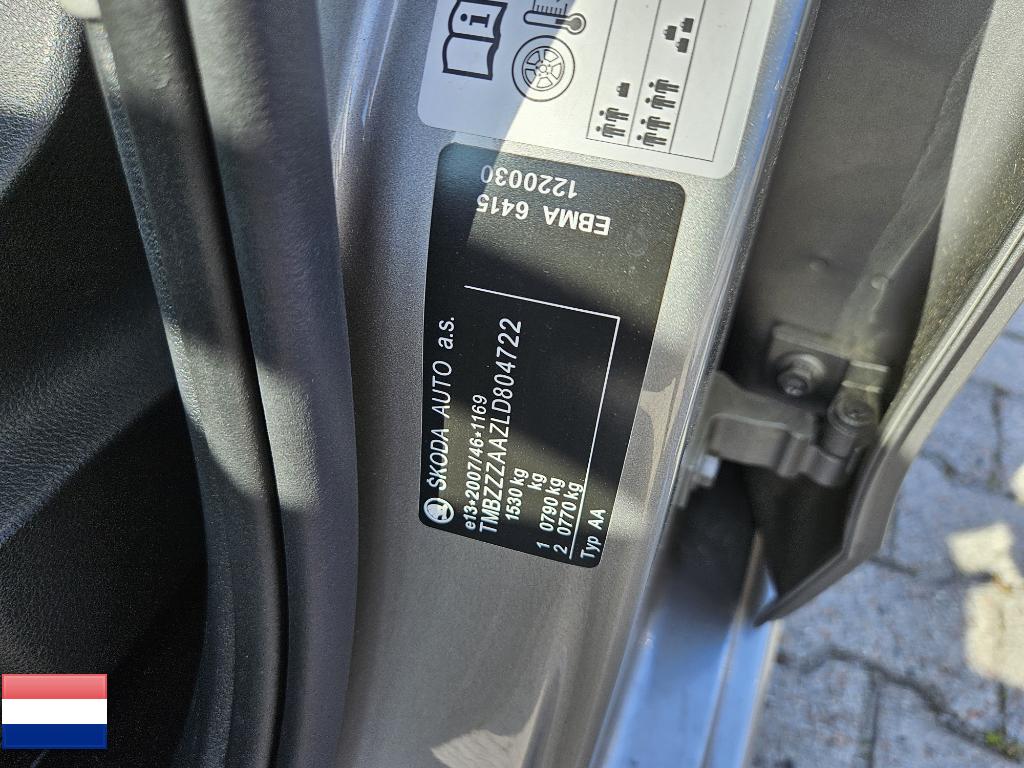 ŠKODA AUTO a.s.
e13*2007/46*1169
TMBZZZAAZLD804722
1530 kg
kg
1 0790 kg
2 0770 kg
Typ AA
EBMA 6415
1220030